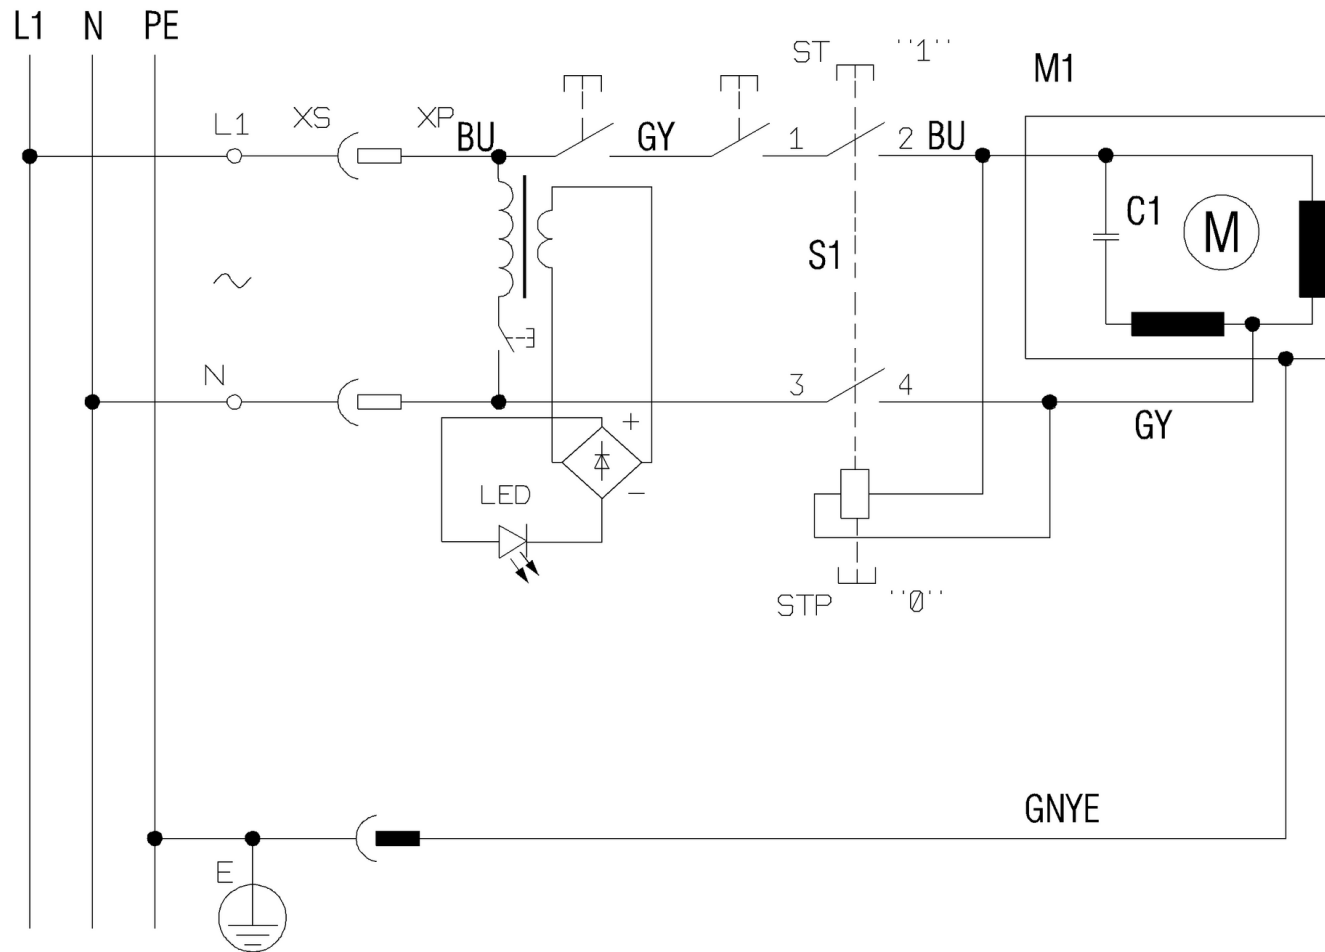 L1 N PE
ST "1"
M1
L1 XS XP BU GY 1 2 BU
C1 M
S1
N 3 4
GY
+
LED -
STP "0"
GNYE
E